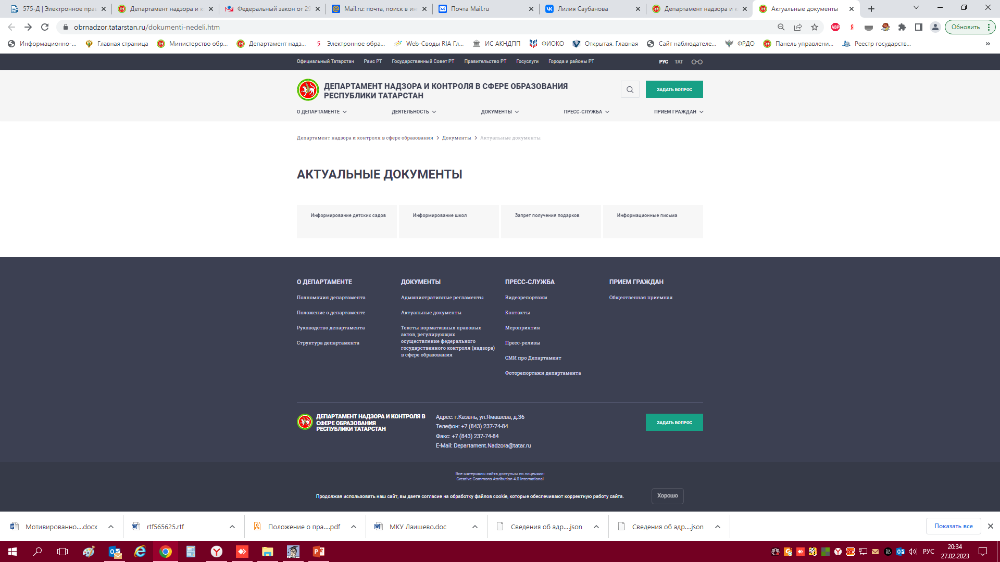 575-Д | Электронное прав
Департамент надзора и к
Федеральный закон от 29
Mail.ru: почта, поиск в инт
Почта Mail.ru
Лилия Саубанова
Департамент надзора и к
Актуальные документы
obrnadzor.tatarstan.ru/dokumenti-nedeli.htm
ABP
Я
Обновить
Информационно-...
Главная страница
Министерство обр...
Департамент надз...
5 Электронное обра...
Web-Своды RIA Гл...
ИС АКНДПП
ФИОКО
Открытая. Главная
Сайт наблюдателе...
ФРДО
Панель управлени...
Реестр государств...
»
Официальный Татарстан Раис РТ Государственный Совет РТ Правительство РТ Госуслуги Города и районы РТ РУС ТАТ
ДЕПАРТАМЕНТ НАДЗОРА И КОНТРОЛЯ В СФЕРЕ ОБРАЗОВАНИЯ
РЕСПУБЛИКИ ТАТАРСТАН
ЗАДАТЬ ВОПРОС
О ДЕПАРТАМЕНТЕ ДЕЯТЕЛЬНОСТЬ ДОКУМЕНТЫ ПРЕСС-СЛУЖБА ПРИЕМ ГРАЖДАН
Департамент надзора и контроля в сфере образования > Документы > Актуальные документы
АКТУАЛЬНЫЕ ДОКУМЕНТЫ
Информирование детских садов
Информирование школ
Запрет получения подарков
Информационные письма
О ДЕПАРТАМЕНТЕ
Полномочия департамента
Положение о департаменте
Руководство департамента
Структура департамента
ДОКУМЕНТЫ
Административные регламенты
Актуальные документы
Тексты нормативных правовых
актов, регулирующих
осуществление федерального
государственного контроля (надзора)
в сфере образования
ПРЕСС-СЛУЖБА
Видеорепортажи
Контакты
Мероприятия
Пресс-релизы
СМИ про Департамент
Фоторепортажи департамента
ПРИЕМ ГРАЖДАН
Общественная приемная
ДЕПАРТАМЕНТ НАДЗОРА И КОНТРОЛЯ В
СФЕРЕ ОБРАЗОВАНИЯ
РЕСПУБЛИКИ ТАТАРСТАН
Адрес: г.Казань, ул.Ямашева, д.36
Телефон: +7 (843) 237-74-84
Факс: +7 (843) 237-74-84
E-Mail: Departament.Nadzora@tatar.ru
ЗАДАТЬ ВОПРОС
Все материалы сайта доступны по лицензии:
Creative Commons Attribution 4.0 International
Продолжая использовать наш сайт, вы даете согласие на обработку файлов cookie, которые обеспечивают корректную работу сайта.
Хорошо
Мотивированно....docx
rtf565625.rtf
Положение о пра....pdf
МКУ Лаишево.doc
Сведения об адр....json
Сведения об адр....json
Показать все
РУС
20:34
27.02.2023